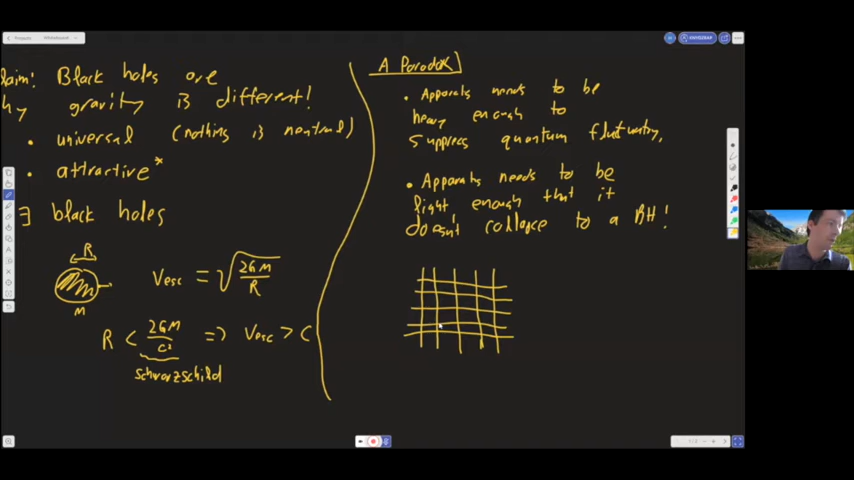 laim! Black holes are
hy gravity is different!
• universal (nothing is neutral)
• attractive*
∃ black holes
R
M
Vesc = √(2GM/R)
R < 2GM/c² => Vesc > C
Schwarzschild
A Paradox
• Apparatus needs to be
heavy enough to
suppress quantum fluctuatns,
• Apparatus needs to be
light enough that it
doesn't collapse to a BH!